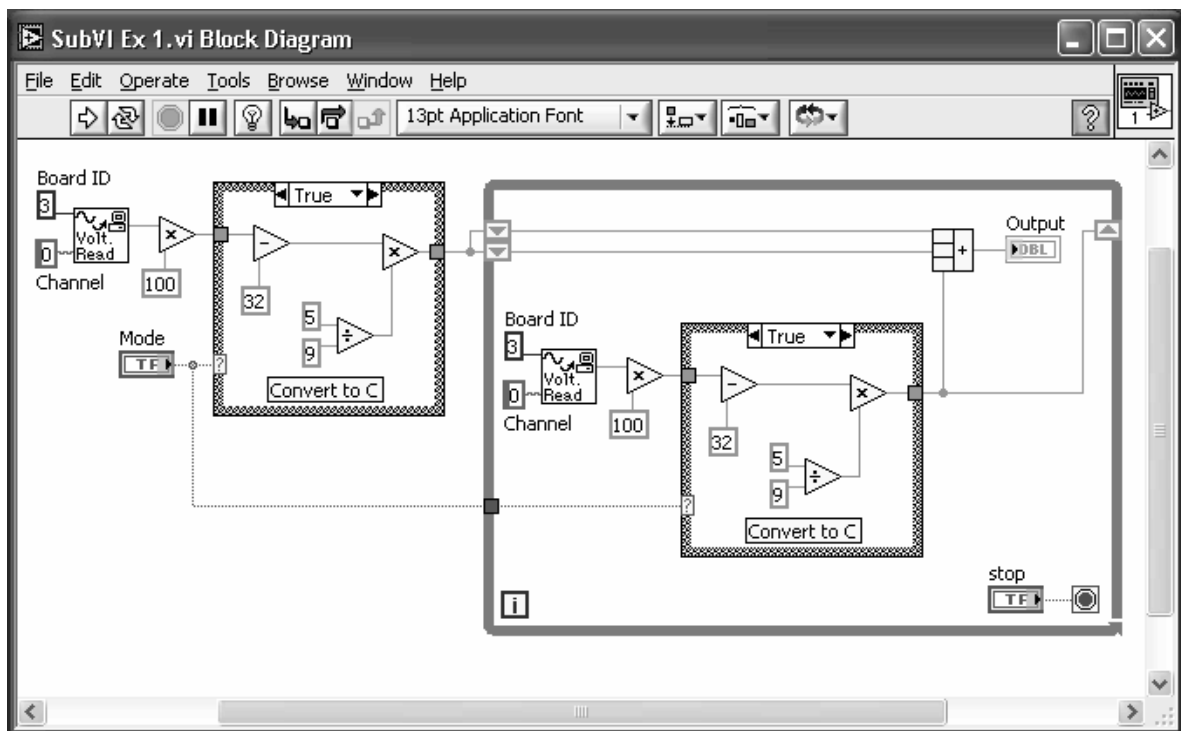 SubVI Ex 1.vi Block Diagram
File Edit Operate Tools Browse Window Help
13pt Application Font
1
Board ID
3
Volt.
Read
0
Channel
100
True
32
5
9
Convert to C
Mode
TF
?
Output
DBL
Board ID
3
Volt.
Read
0
Channel
100
True
32
5
9
Convert to C
?
stop
TF
i